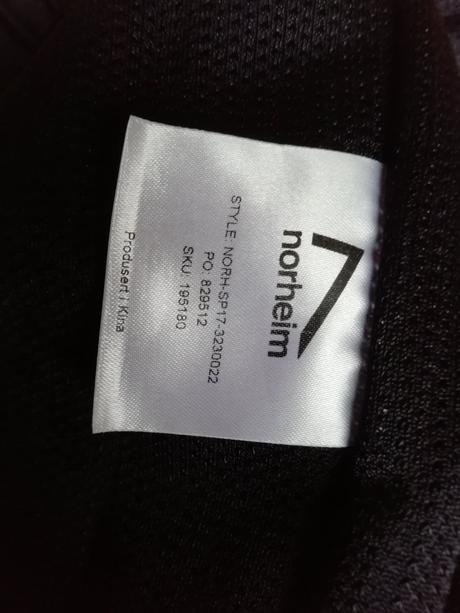 norheim
STYLE: NORH-SP17-3230022
PO: 829512
SKU: 195180
Produsert i Kina